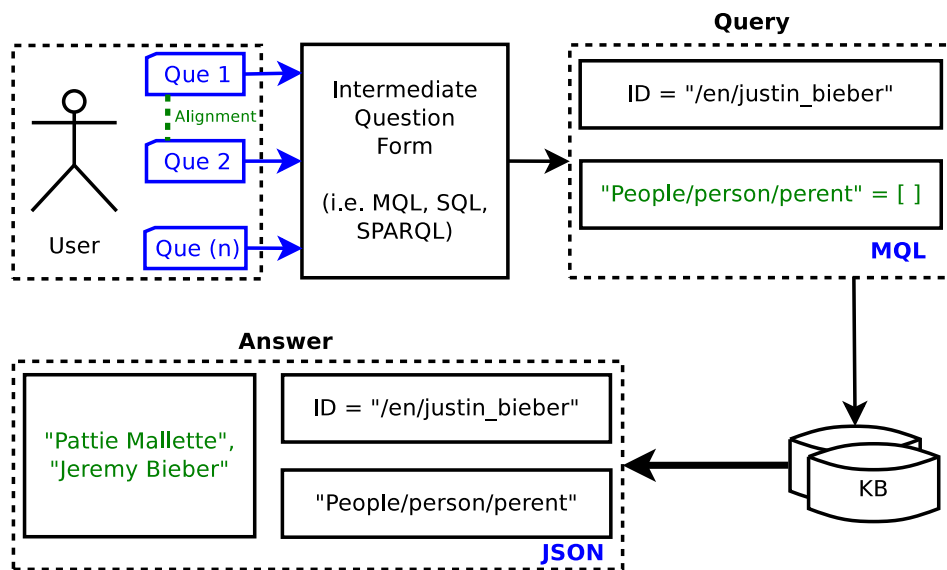 Query
Que 1
Alignment
Que 2
Que (n)
User
Intermediate
Question
Form
(i.e. MQL, SQL,
SPARQL)
ID = "/en/justin_bieber"
"People/person/perent" = [ ]
MQL
Answer
"Pattie Mallette",
"Jeremy Bieber"
ID = "/en/justin_bieber"
"People/person/perent"
JSON
KB